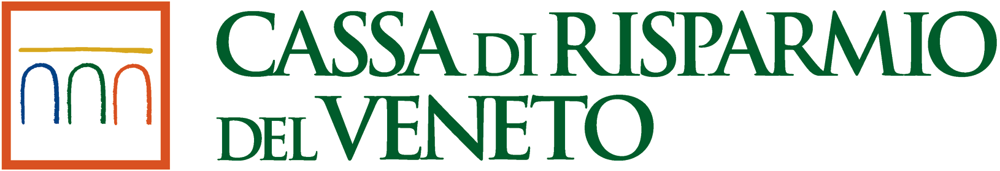 CASSA DI RISPARMIO
DEL VENETO